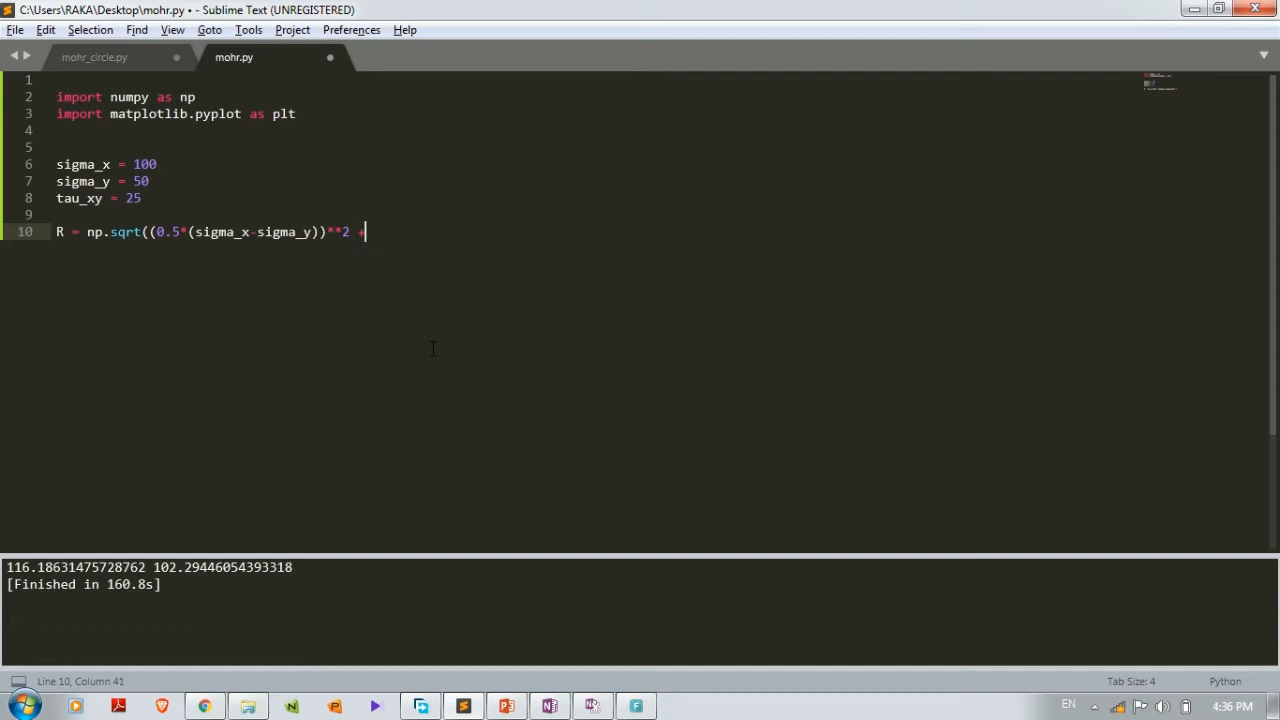 C:\Users\RAKA\Desktop\mohr.py • - Sublime Text (UNREGISTERED)
File Edit Selection Find View Goto Tools Project Preferences Help
mohr_circle.py mohr.py
1
2 import numpy as np
3 import matplotlib.pyplot as plt
4
5
6 sigma_x = 100
7 sigma_y = 50
8 tau_xy = 25
9
10 R = np.sqrt((0.5*(sigma_x-sigma_y))**2 +
116.18631475728762 102.29446054393318
[Finished in 160.8s]
Line 10, Column 41 Tab Size: 4 Python
EN 4:36 PM